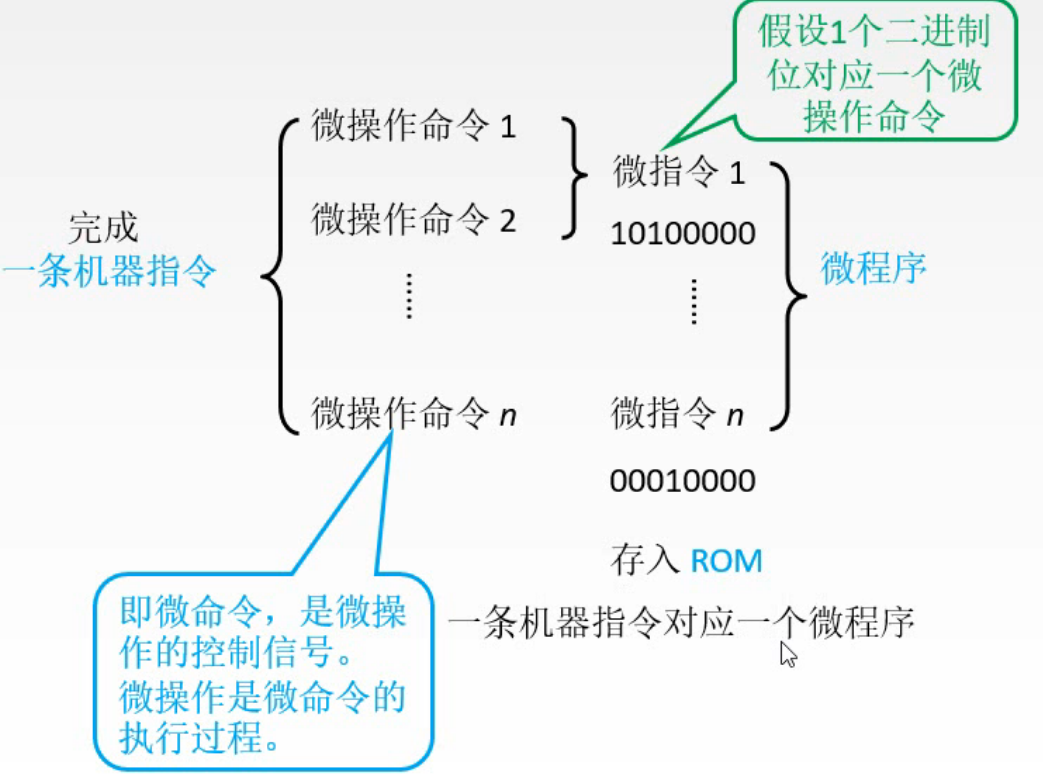 假设1个二进制
位对应一个微
操作命令
微操作命令 1
微指令 1
完成
一条机器指令
微操作命令 2
10100000
微程序
……
……
微操作命令 n
微指令 n
00010000
存入 ROM
一条机器指令对应一个微程序
即微命令，是微操
作的控制信号。
微操作是微命令的
执行过程。